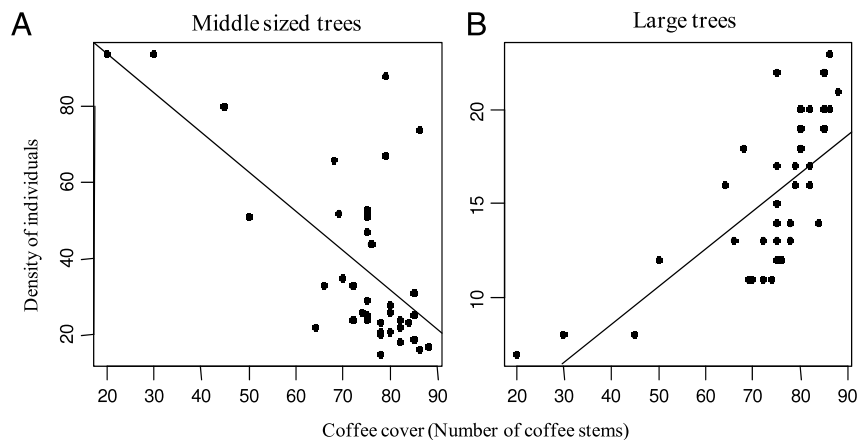 A
Middle sized trees
B
Large trees
Density of individuals
80
60
40
20
20
15
10
20 30 40 50 60 70 80 90
20 30 40 50 60 70 80 90
Coffee cover (Number of coffee stems)